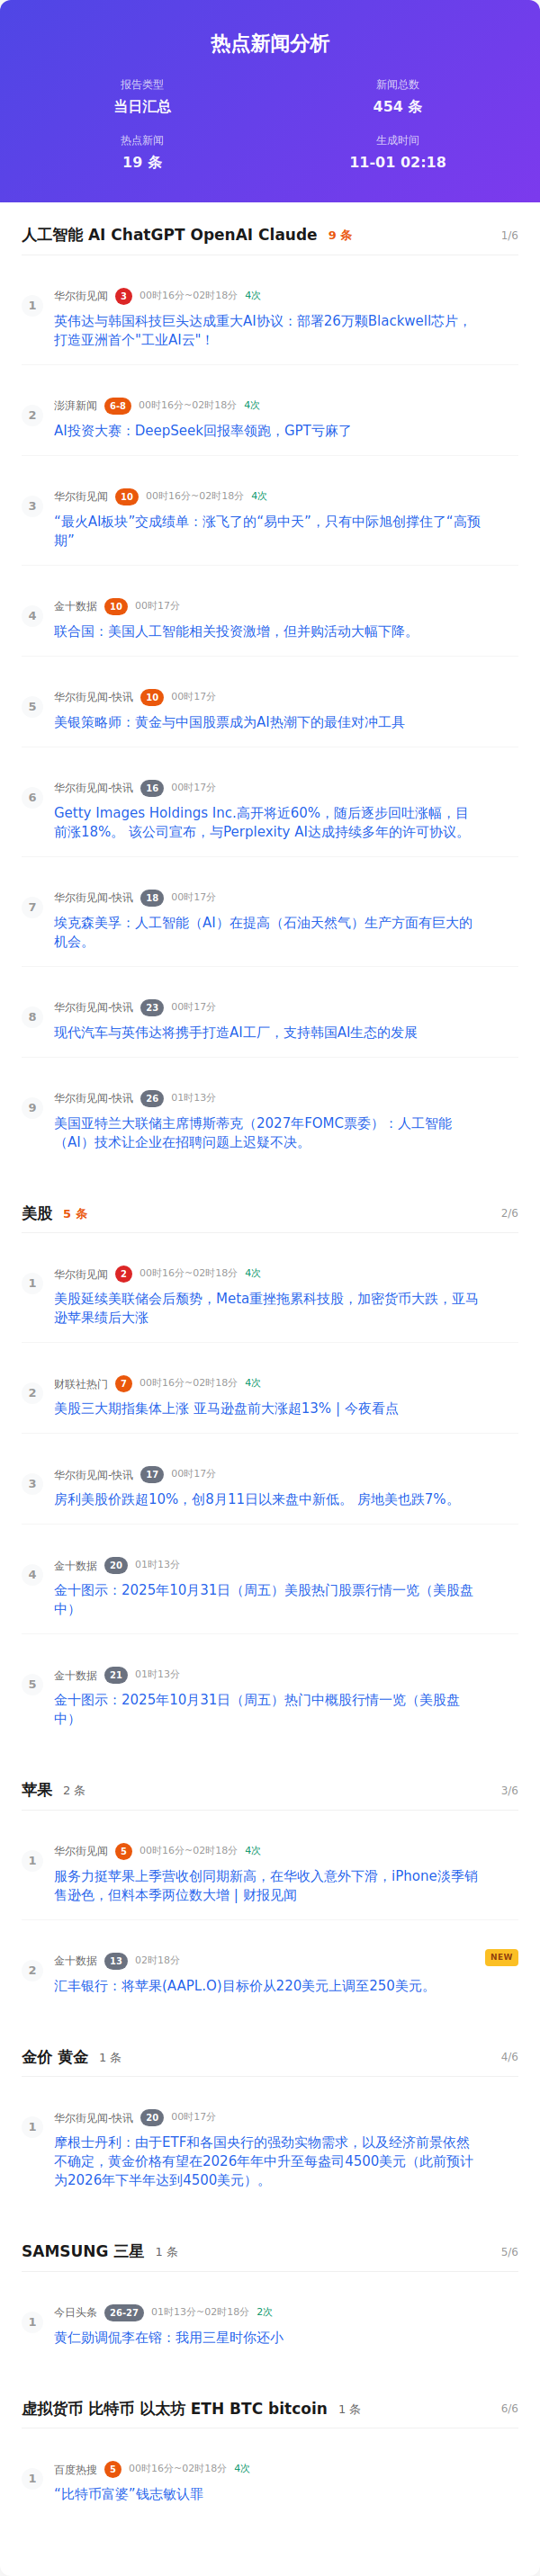 热点新闻分析
报告类型
当日汇总
新闻总数
454 条
热点新闻
19 条
生成时间
11-01 02:18
人工智能 AI ChatGPT OpenAI Claude 9 条 1/6
1
华尔街见闻 3 00时16分~02时18分 4次
英伟达与韩国科技巨头达成重大AI协议：部署26万颗Blackwell芯片，
打造亚洲首个"工业AI云"！
2
澎湃新闻 6-8 00时16分~02时18分 4次
AI投资大赛：DeepSeek回报率领跑，GPT亏麻了
3
华尔街见闻 10 00时16分~02时18分 4次
“最火AI板块”交成绩单：涨飞了的“易中天”，只有中际旭创撑住了“高预
期”
4
金十数据 10 00时17分
联合国：美国人工智能相关投资激增，但并购活动大幅下降。
5
华尔街见闻-快讯 10 00时17分
美银策略师：黄金与中国股票成为AI热潮下的最佳对冲工具
6
华尔街见闻-快讯 16 00时17分
Getty Images Holdings Inc.高开将近60%，随后逐步回吐涨幅，目
前涨18%。 该公司宣布，与Perplexity AI达成持续多年的许可协议。
7
华尔街见闻-快讯 18 00时17分
埃克森美孚：人工智能（AI）在提高（石油天然气）生产方面有巨大的
机会。
8
华尔街见闻-快讯 23 00时17分
现代汽车与英伟达将携手打造AI工厂，支持韩国AI生态的发展
9
华尔街见闻-快讯 26 01时13分
美国亚特兰大联储主席博斯蒂克（2027年FOMC票委）：人工智能
（AI）技术让企业在招聘问题上迟疑不决。
美股 5 条 2/6
1
华尔街见闻 2 00时16分~02时18分 4次
美股延续美联储会后颓势，Meta重挫拖累科技股，加密货币大跌，亚马
逊苹果绩后大涨
2
财联社热门 7 00时16分~02时18分 4次
美股三大期指集体上涨 亚马逊盘前大涨超13% | 今夜看点
3
华尔街见闻-快讯 17 00时17分
房利美股价跌超10%，创8月11日以来盘中新低。 房地美也跌7%。
4
金十数据 20 01时13分
金十图示：2025年10月31日（周五）美股热门股票行情一览（美股盘
中）
5
金十数据 21 01时13分
金十图示：2025年10月31日（周五）热门中概股行情一览（美股盘
中）
苹果 2 条 3/6
1
华尔街见闻 5 00时16分~02时18分 4次
服务力挺苹果上季营收创同期新高，在华收入意外下滑，iPhone淡季销
售逊色，但料本季两位数大增 | 财报见闻
2
金十数据 13 02时18分 NEW
汇丰银行：将苹果(AAPL.O)目标价从220美元上调至250美元。
金价 黄金 1 条 4/6
1
华尔街见闻-快讯 20 00时17分
摩根士丹利：由于ETF和各国央行的强劲实物需求，以及经济前景依然
不确定，黄金价格有望在2026年年中升至每盎司4500美元（此前预计
为2026年下半年达到4500美元）。
SAMSUNG 三星 1 条 5/6
1
今日头条 26-27 01时13分~02时18分 2次
黄仁勋调侃李在镕：我用三星时你还小
虚拟货币 比特币 以太坊 ETH BTC bitcoin 1 条 6/6
1
百度热搜 5 00时16分~02时18分 4次
“比特币富婆”钱志敏认罪